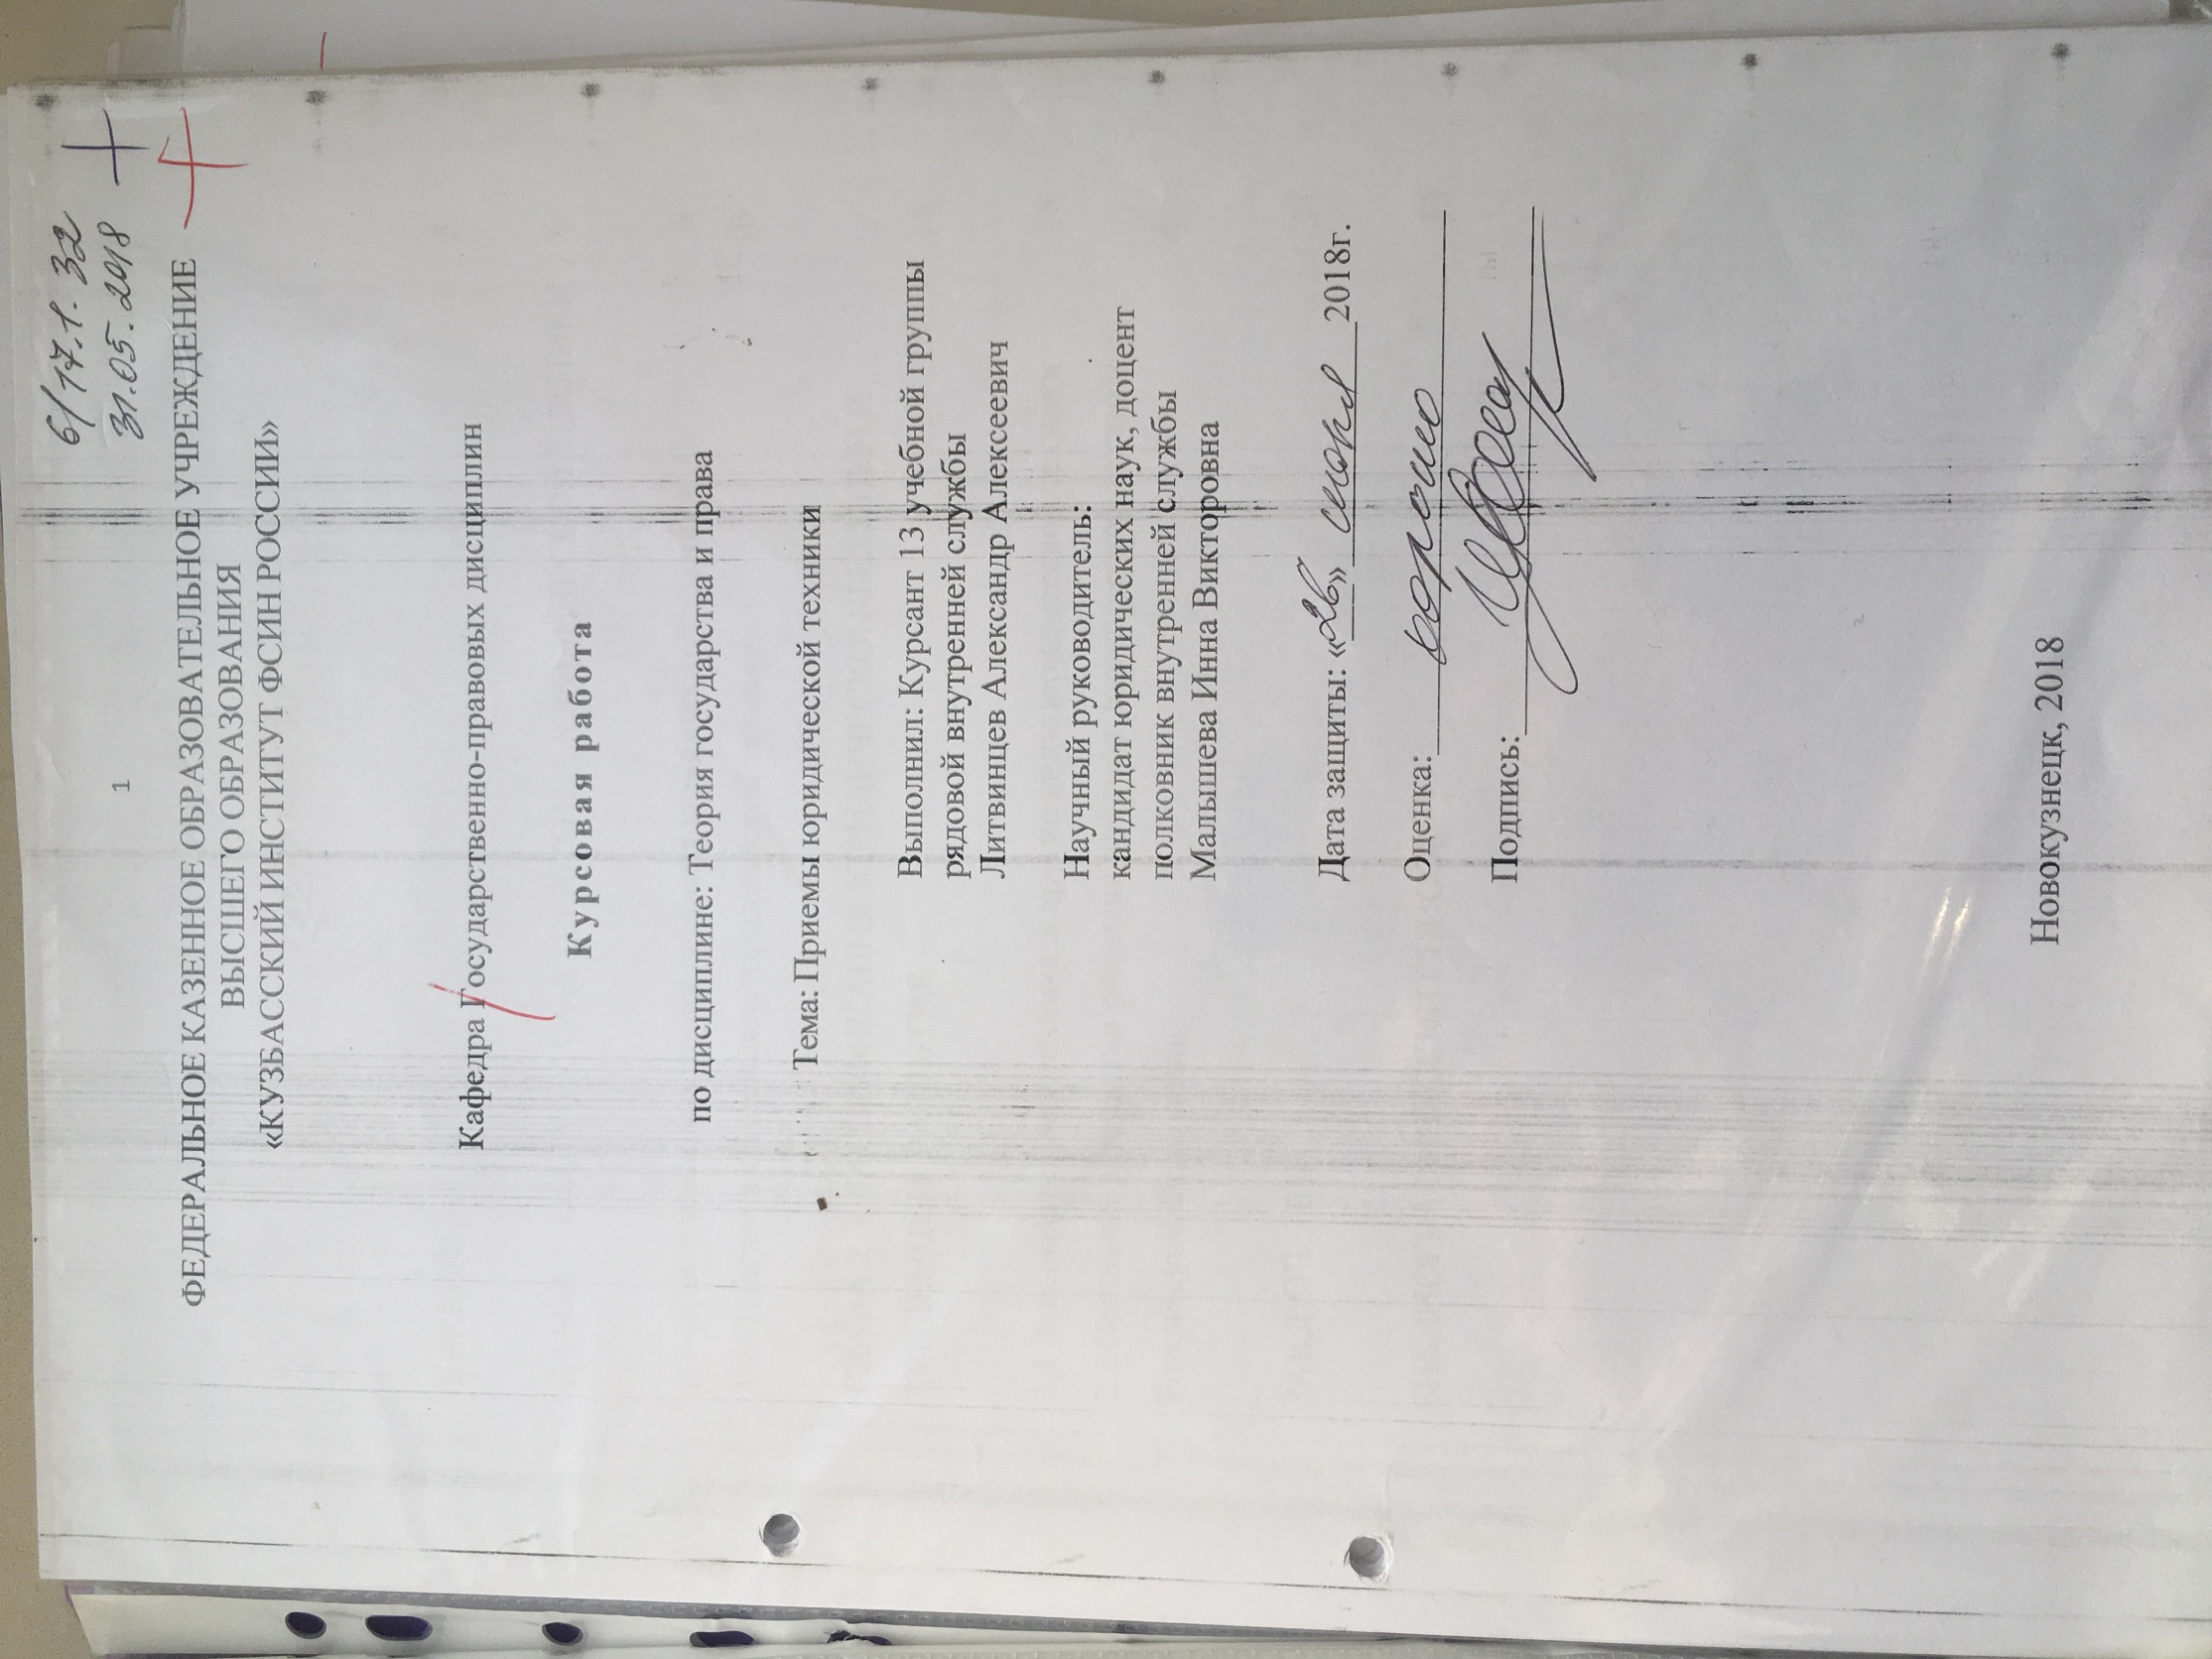 6/17.1.32
31.05.2018
1
ФЕДЕРАЛЬНОЕ КАЗЕННОЕ ОБРАЗОВАТЕЛЬНОЕ УЧРЕЖДЕНИЕ
ВЫСШЕГО ОБРАЗОВАНИЯ
«КУЗБАССКИЙ ИНСТИТУТ ФСИН РОССИИ»
Кафедра Государственно-правовых дисциплин
Курсовая работа
по дисциплине: Теория государства и права
Тема: Приемы юридической техники
Выполнил: Курсант 13 учебной группы
рядовой внутренней службы
Литвинцев Александр Алексеевич
Научный руководитель:
кандидат юридических наук, доцент
полковник внутренней службы
Малышева Инна Викторовна
Дата защиты: «26» июня 2018г.
Оценка: хорошо
Подпись:
Новокузнецк, 2018